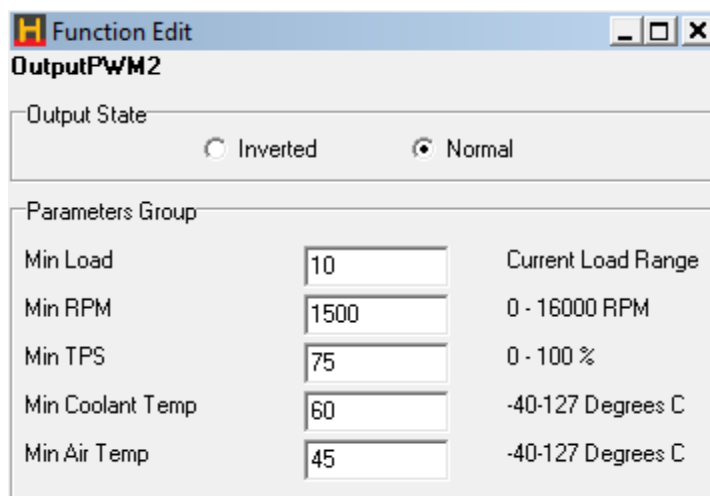 H Function Edit
OutputPWM2
Output State
Inverted Normal
Parameters Group
Min Load 10 Current Load Range
Min RPM 1500 0 - 16000 RPM
Min TPS 75 0 - 100 %
Min Coolant Temp 60 -40-127 Degrees C
Min Air Temp 45 -40-127 Degrees C